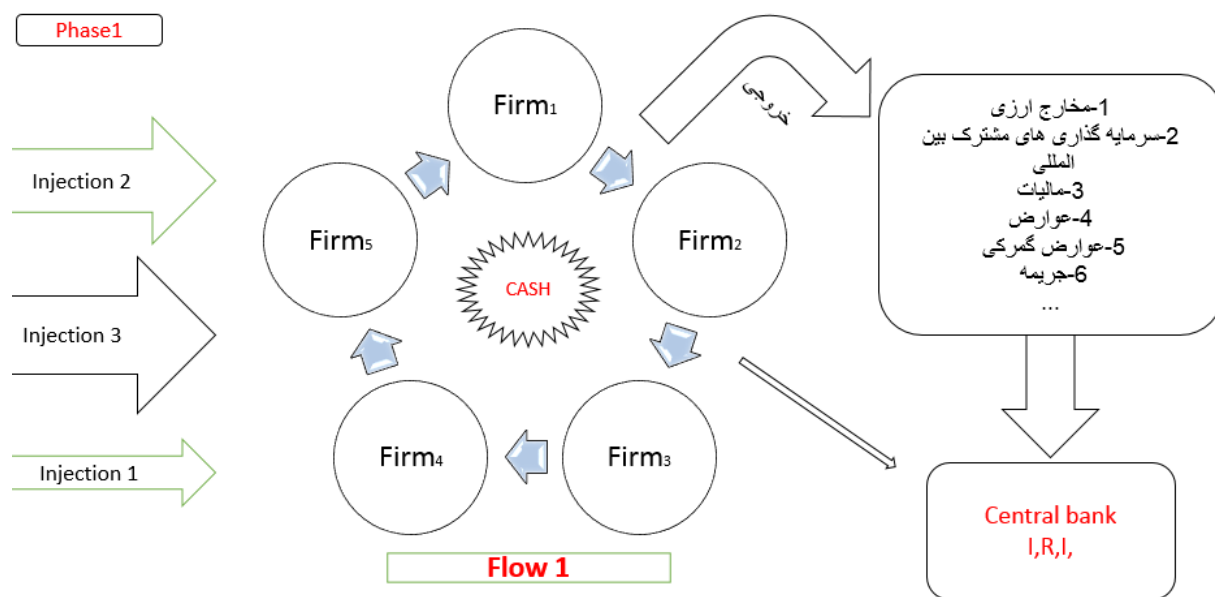 Phase1
Firm1
خروجی
1-مخارج ارزی
2-سرمایه گذاری های مشترک بین
المللی
3-مالیات
4-عوارض
5-عوارض گمرکی
6-جریمه
...
Injection 2
Firm5
Firm2
CASH
Injection 3
Injection 1
Firm4
Firm3
Central bank
I,R,I,
Flow 1